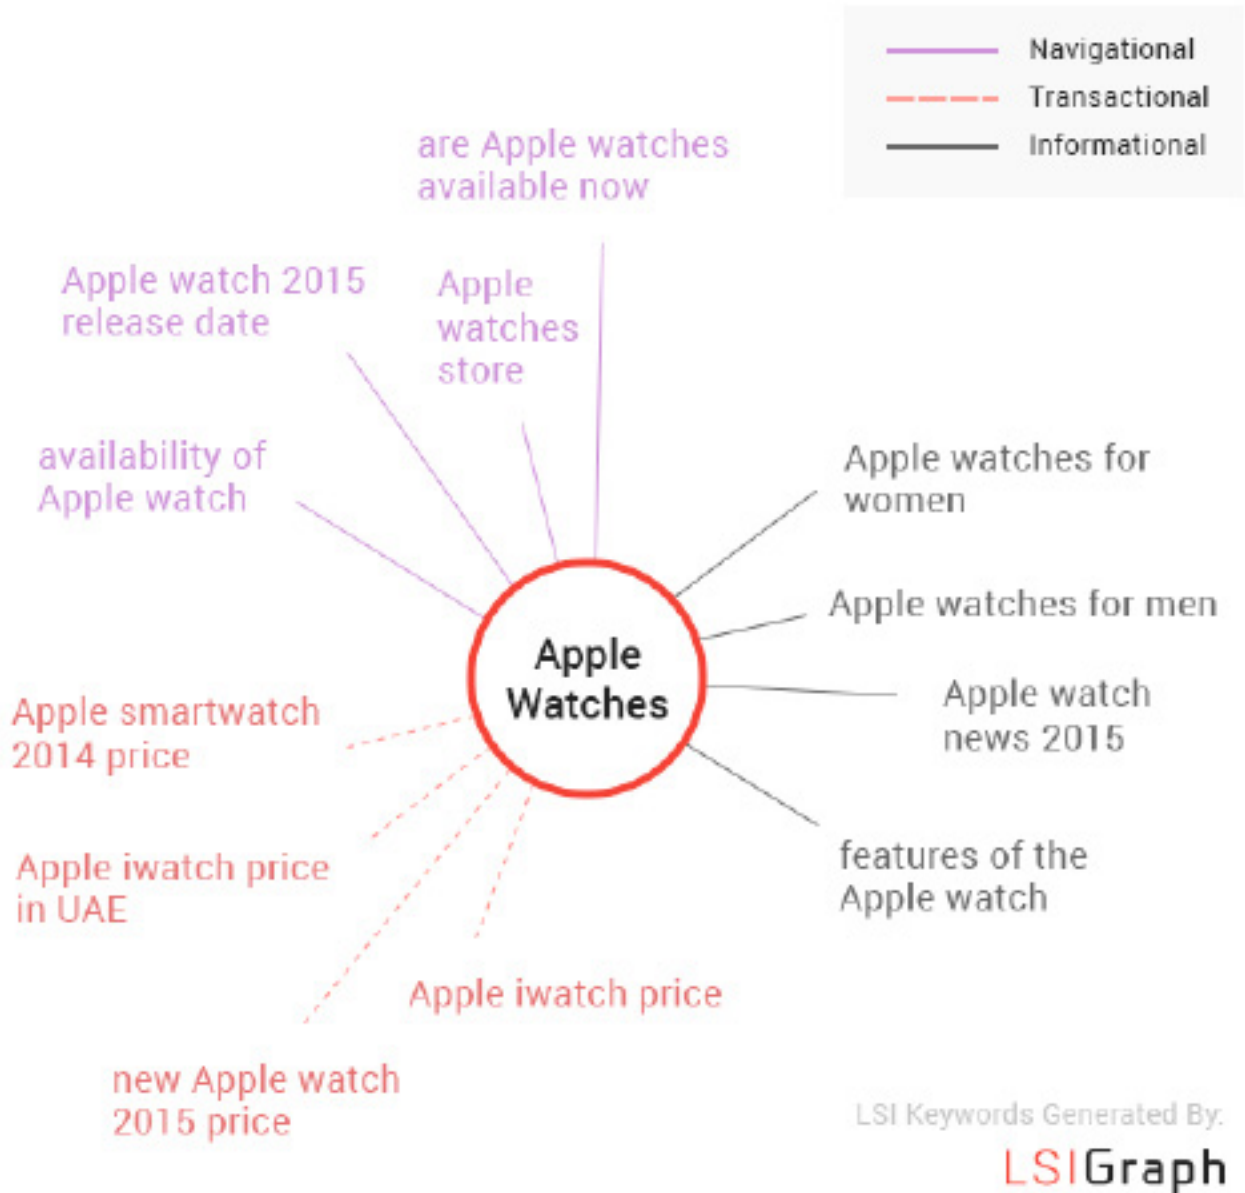 Navigational
Transactional
Informational
are Apple watches
available now
Apple watch 2015
release date
Apple
watches
store
availability of
Apple watch
Apple watches for
women
Apple watches for men
Apple
Watches
Apple watch
news 2015
Apple smartwatch
2014 price
features of the
Apple watch
Apple iwatch price
in UAE
Apple iwatch price
new Apple watch
2015 price
LSI Keywords Generated By:
LSIGraph